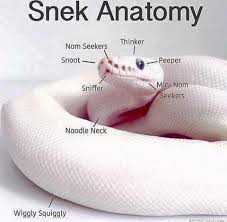 Snek Anatomy
Thinker
Nom Seekers
Snoot
Peeper
Sniffer
Mini Nom
Seekers
Noodle Neck
Wiggly Squiggly